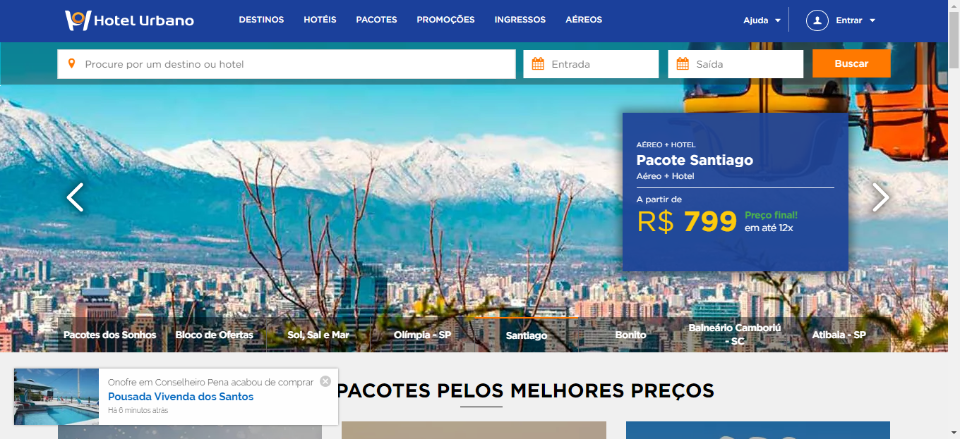 Hotel Urbano
DESTINOS HOTÉIS PACOTES PROMOÇÕES INGRESSOS AÉREOS
Ajuda
Entrar
Procure por um destino ou hotel
Entrada
Saída
Buscar
AÉREO + HOTEL
Pacote Santiago
Aéreo + Hotel
A partir de
R$ 799
Preço final!
em até 12x
Pacotes dos Sonhos
Bloco de Ofertas
Sol, Sal e Mar
Olímpia - SP
Santiago
Bonito
Balneário Camboriú
- SC
Atibaia - SP
PACOTES PELOS MELHORES PREÇOS
Onofre em Conselheiro Pena acabou de comprar
Pousada Vivenda dos Santos
Há 6 minutos atrás